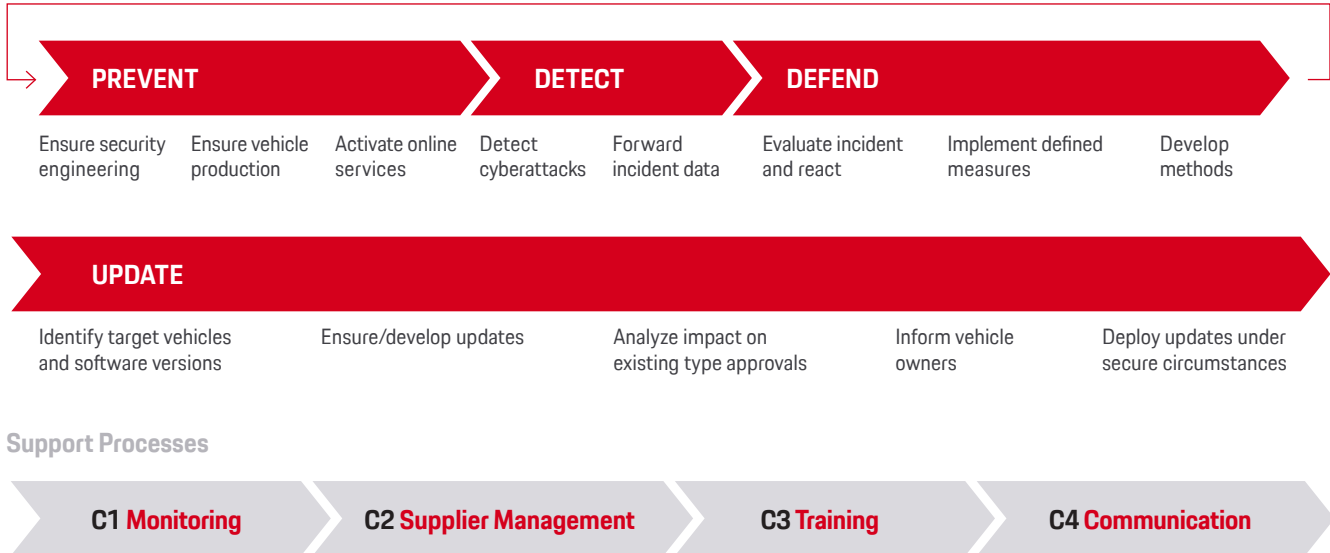 PREVENT
DETECT
DEFEND
Ensure security
engineering
Ensure vehicle
production
Activate online
services
Detect
cyberattacks
Forward
incident data
Evaluate incident
and react
Implement defined
measures
Develop
methods
UPDATE
Identify target vehicles
and software versions
Ensure/develop updates
Analyze impact on
existing type approvals
Inform vehicle
owners
Deploy updates under
secure circumstances
Support Processes
C1 Monitoring
C2 Supplier Management
C3 Training
C4 Communication